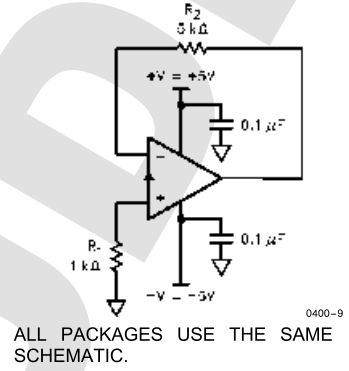 R2
5 kΩ
+V = +5V
0.1 µF
−
+
R
1 kΩ
0.1 µF
−V = −5V
0400–9
ALL PACKAGES USE THE SAME
SCHEMATIC.